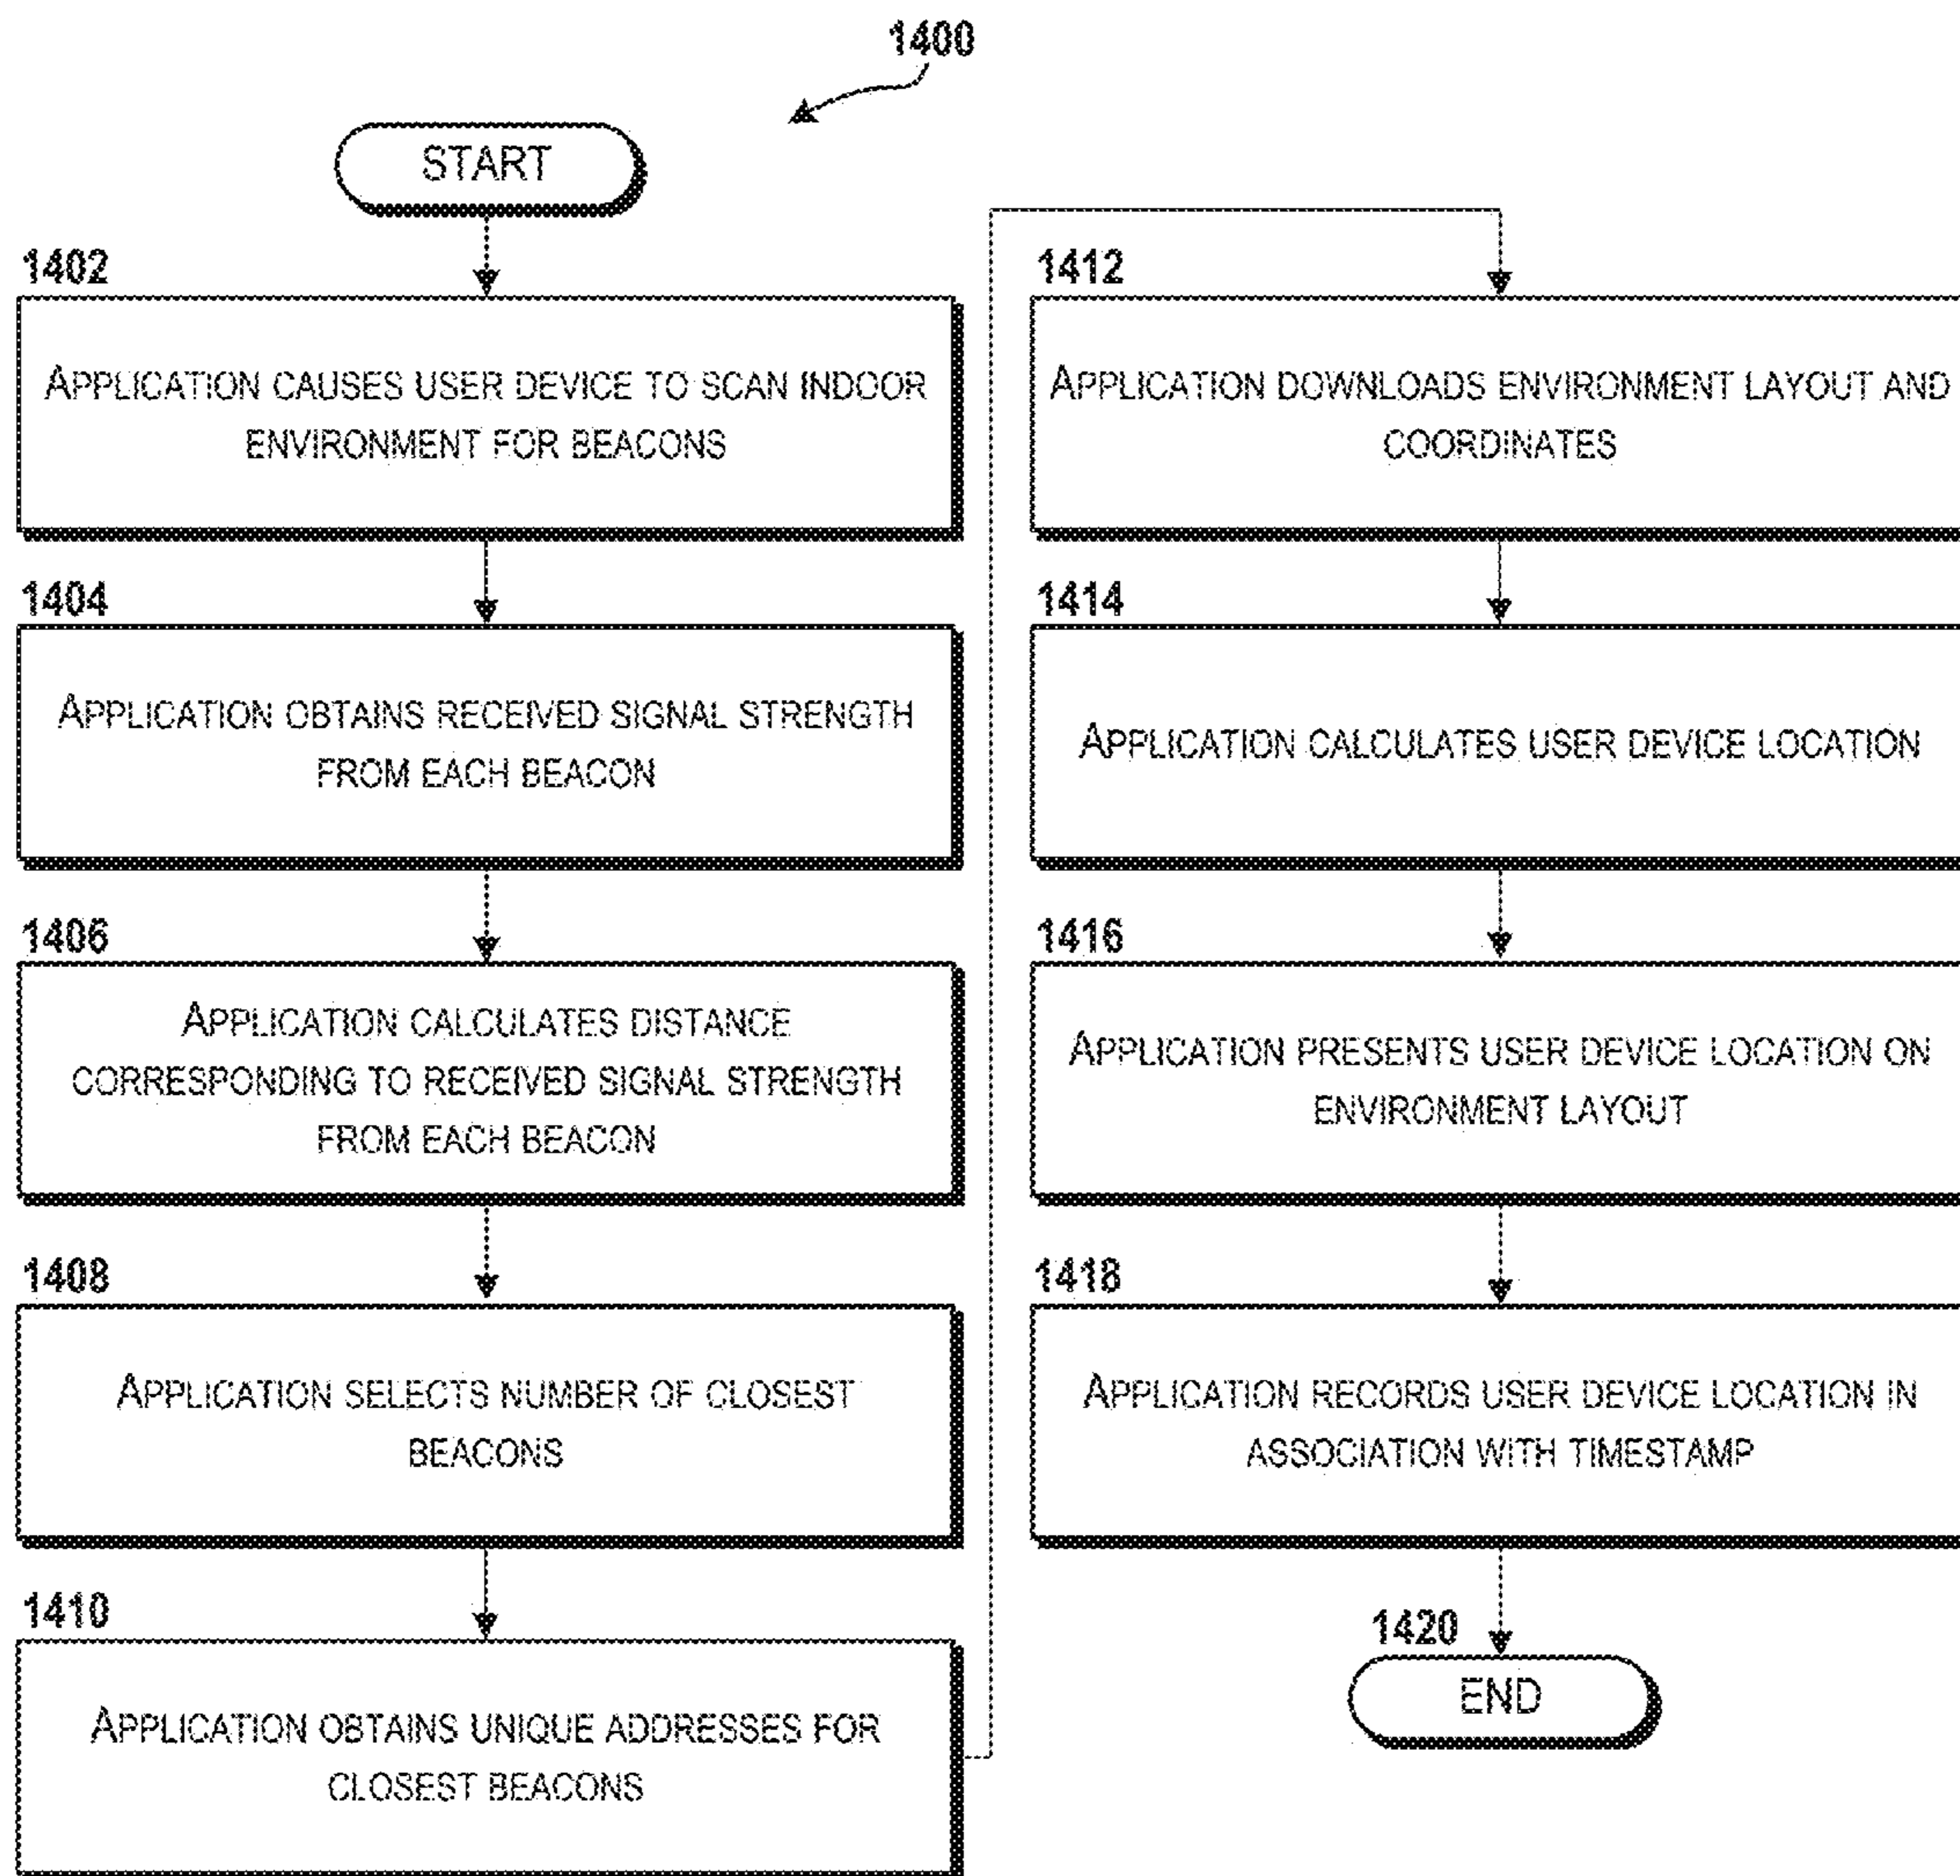 1400
START
1402
APPLICATION CAUSES USER DEVICE TO SCAN INDOOR
ENVIRONMENT FOR BEACONS
1404
APPLICATION OBTAINS RECEIVED SIGNAL STRENGTH
FROM EACH BEACON
1406
APPLICATION CALCULATES DISTANCE
CORRESPONDING TO RECEIVED SIGNAL STRENGTH
FROM EACH BEACON
1408
APPLICATION SELECTS NUMBER OF CLOSEST
BEACONS
1410
APPLICATION OBTAINS UNIQUE ADDRESSES FOR
CLOSEST BEACONS
1412
APPLICATION DOWNLOADS ENVIRONMENT LAYOUT AND
COORDINATES
1414
APPLICATION CALCULATES USER DEVICE LOCATION
1416
APPLICATION PRESENTS USER DEVICE LOCATION ON
ENVIRONMENT LAYOUT
1418
APPLICATION RECORDS USER DEVICE LOCATION IN
ASSOCIATION WITH TIMESTAMP
1420
END